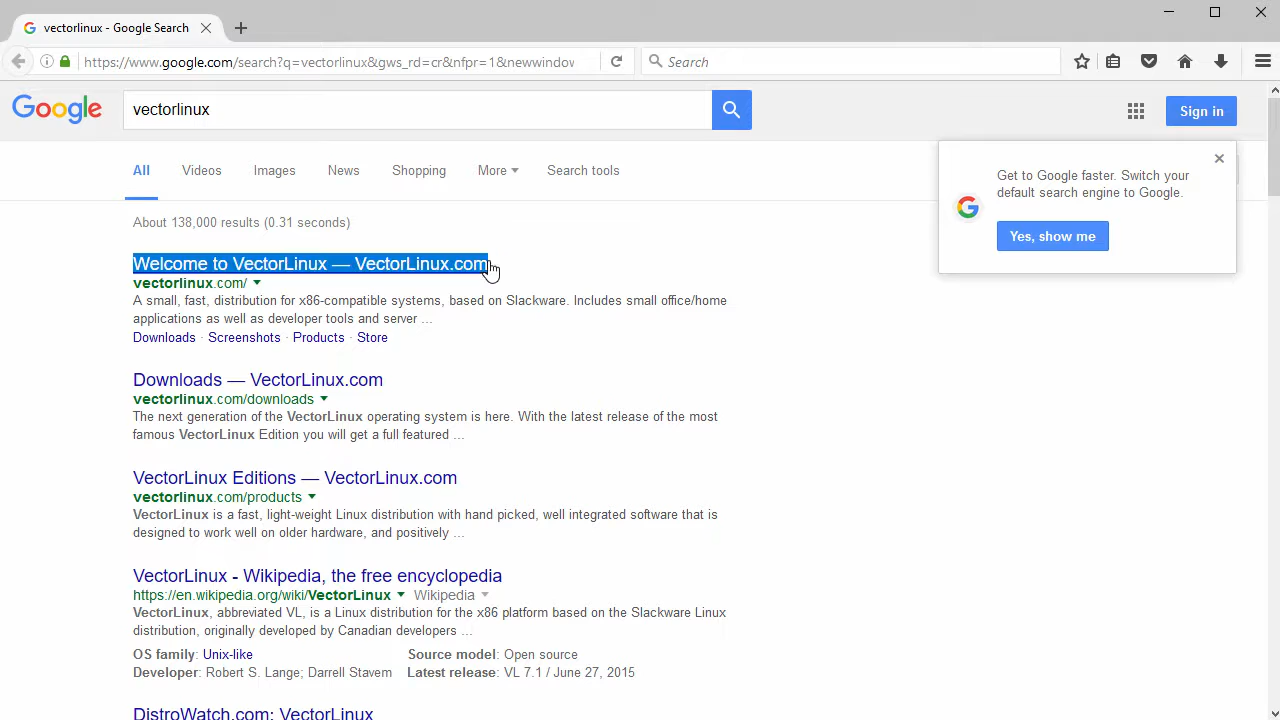 vectorlinux - Google Search
https://www.google.com/search?q=vectorlinux&gws_rd=cr&nfpr=1&newwindov
Search
Google
vectorlinux
Sign in
All
Videos
Images
News
Shopping
More
Search tools
Get to Google faster. Switch your
default search engine to Google.
Yes, show me
About 138,000 results (0.31 seconds)
Welcome to VectorLinux — VectorLinux.com
vectorlinux.com/
A small, fast, distribution for x86-compatible systems, based on Slackware. Includes small office/home
applications as well as developer tools and server ...
Downloads · Screenshots · Products · Store
Downloads — VectorLinux.com
vectorlinux.com/downloads
The next generation of the VectorLinux operating system is here. With the latest release of the most
famous VectorLinux Edition you will get a full featured ...
VectorLinux Editions — VectorLinux.com
vectorlinux.com/products
VectorLinux is a fast, light-weight Linux distribution with hand picked, well integrated software that is
designed to work well on older hardware, and positively ...
VectorLinux - Wikipedia, the free encyclopedia
https://en.wikipedia.org/wiki/VectorLinux Wikipedia
VectorLinux, abbreviated VL, is a Linux distribution for the x86 platform based on the Slackware Linux
distribution, originally developed by Canadian developers ...
OS family: Unix-like Source model: Open source
Developer: Robert S. Lange; Darrell Stavem Latest release: VL 7.1 / June 27, 2015
DistroWatch.com: VectorLinux